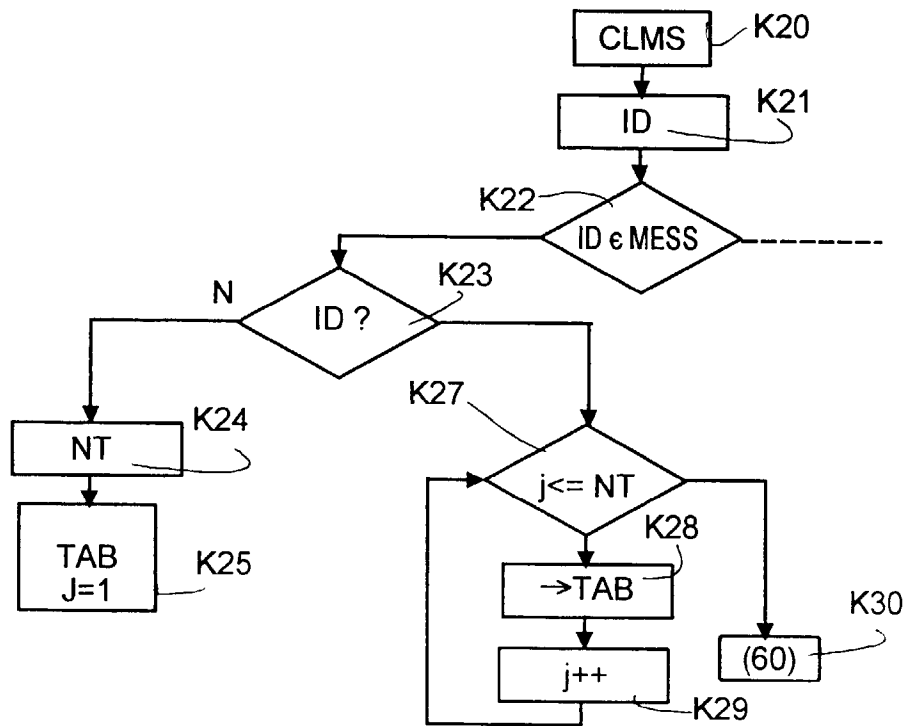 CLMS
K20
K21
ID
K22
ID ϵ MESS
N
ID ?
K23
K27
K24
NT
j<= NT
K28
TAB
J=1
K25
→TAB
K30
(60)
j++
K29